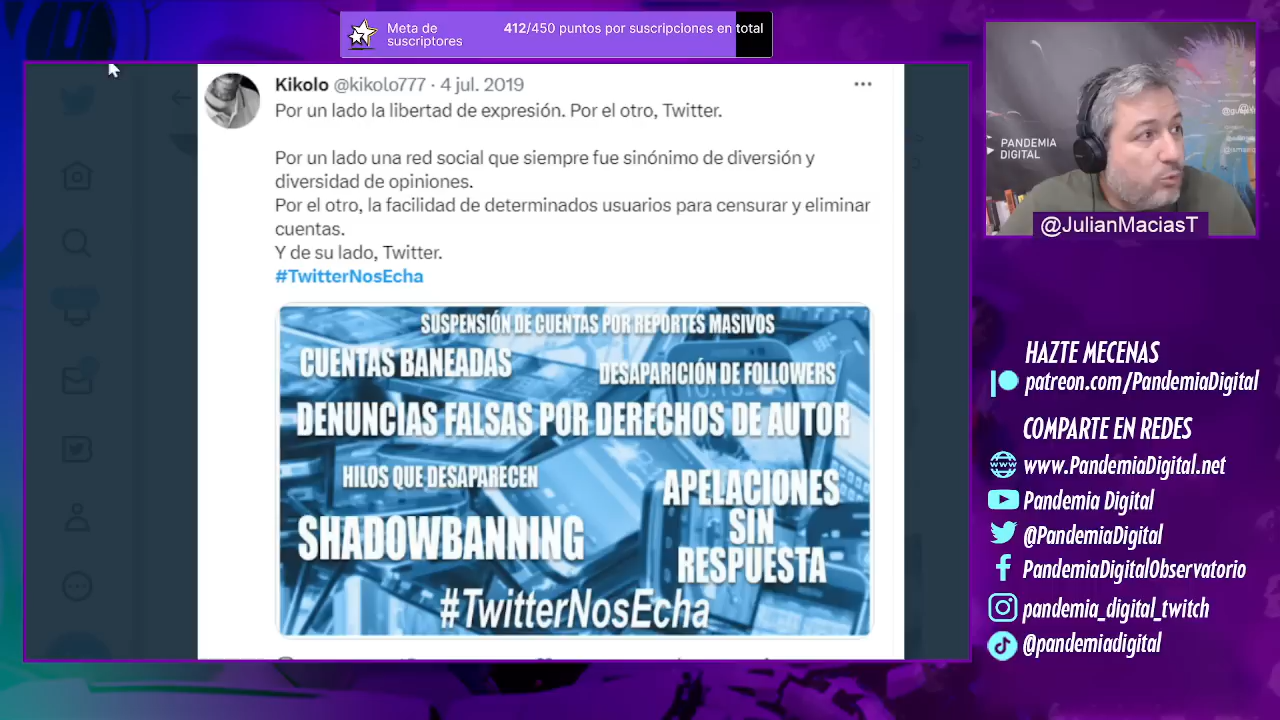 Meta de
suscriptores
412/450 puntos por suscripciones en total
Kikolo @kikolo777 · 4 jul. 2019
Por un lado la libertad de expresión. Por el otro, Twitter.
Por un lado una red social que siempre fue sinónimo de diversión y
diversidad de opiniones.
Por el otro, la facilidad de determinados usuarios para censurar y eliminar
cuentas.
Y de su lado, Twitter.
#TwitterNosEcha
SUSPENSIÓN DE CUENTAS POR REPORTES MASIVOS
CUENTAS BANEADAS
DESAPARICIÓN DE FOLLOWERS
DENUNCIAS FALSAS POR DERECHOS DE AUTOR
HILOS QUE DESAPARECEN
APELACIONES
SIN
RESPUESTA
SHADOWBANNING
#TwitterNosEcha
PANDEMIA
DIGITAL
@JulianMaciasT
HAZTE MECENAS
patreon.com/PandemiaDigital
COMPARTE EN REDES
www.PandemiaDigital.net
Pandemia Digital
@PandemiaDigital
PandemiaDigitalObservatorio
pandemia_digital_twitch
@pandemiadigital